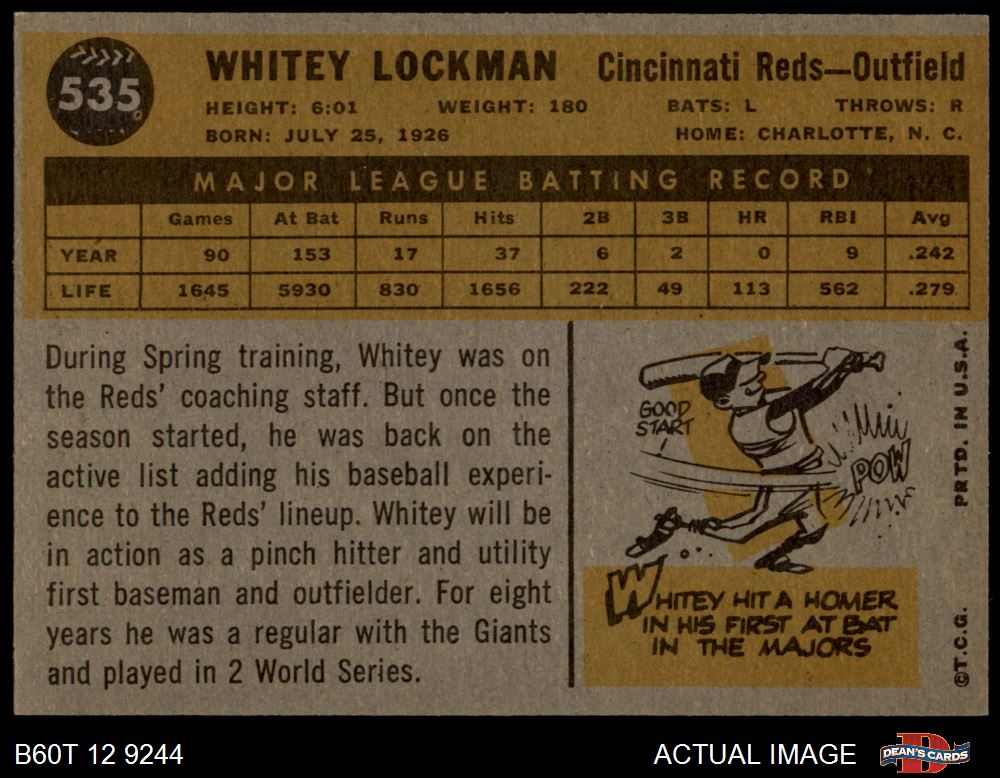 535
WHITEY LOCKMAN Cincinnati Reds—Outfield
HEIGHT: 6:01 WEIGHT: 180 BATS: L THROWS: R
BORN: JULY 25, 1926 HOME: CHARLOTTE, N. C.
MAJOR LEAGUE BATTING RECORD
Games At Bat Runs Hits 2B 3B HR RBI Avg
YEAR 90 153 17 37 6 2 0 9 .242
LIFE 1645 5930 830 1656 222 49 113 562 .279
During Spring training, Whitey was on
the Reds' coaching staff. But once the
season started, he was back on the
active list adding his baseball experi-
ence to the Reds' lineup. Whitey will be
in action as a pinch hitter and utility
first baseman and outfielder. For eight
years he was a regular with the Giants
and played in 2 World Series.
GOOD
START
POW
WHITEY HIT A HOMER
IN HIS FIRST AT BAT
IN THE MAJORS
©T.C.G. PRTD. IN U.S.A.
B60T 12 9244 ACTUAL IMAGE
DEAN'S CARDS